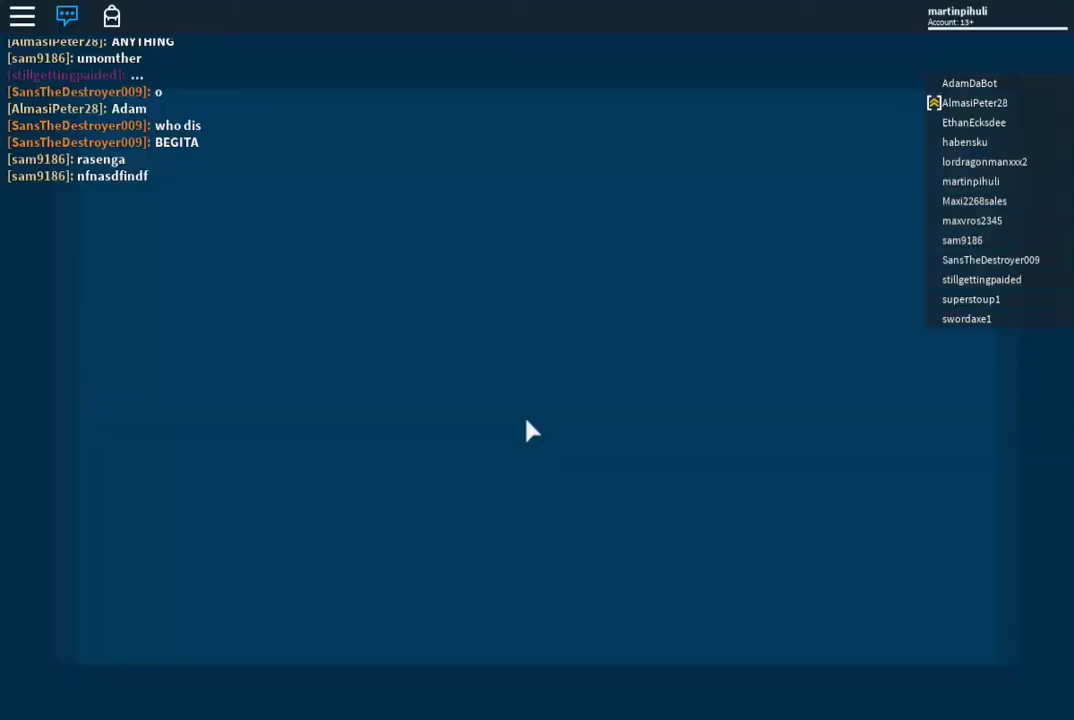 martinpihuli
Account: 13+
[AlmasiPeter28]: ANYTHING
[sam9186]: umomther
[stillgettingpaided]: ...
[SansTheDestroyer009]: o
[AlmasiPeter28]: Adam
[SansTheDestroyer009]: who dis
[SansTheDestroyer009]: BEGITA
[sam9186]: rasenga
[sam9186]: nfnasdfindf
AdamDaBot
AlmasiPeter28
EthanEcksdee
habensku
lordragonmanxxx2
martinpihuli
Maxi2268sales
maxvros2345
sam9186
SansTheDestroyer009
stillgettingpaided
superstoup1
swordaxe1